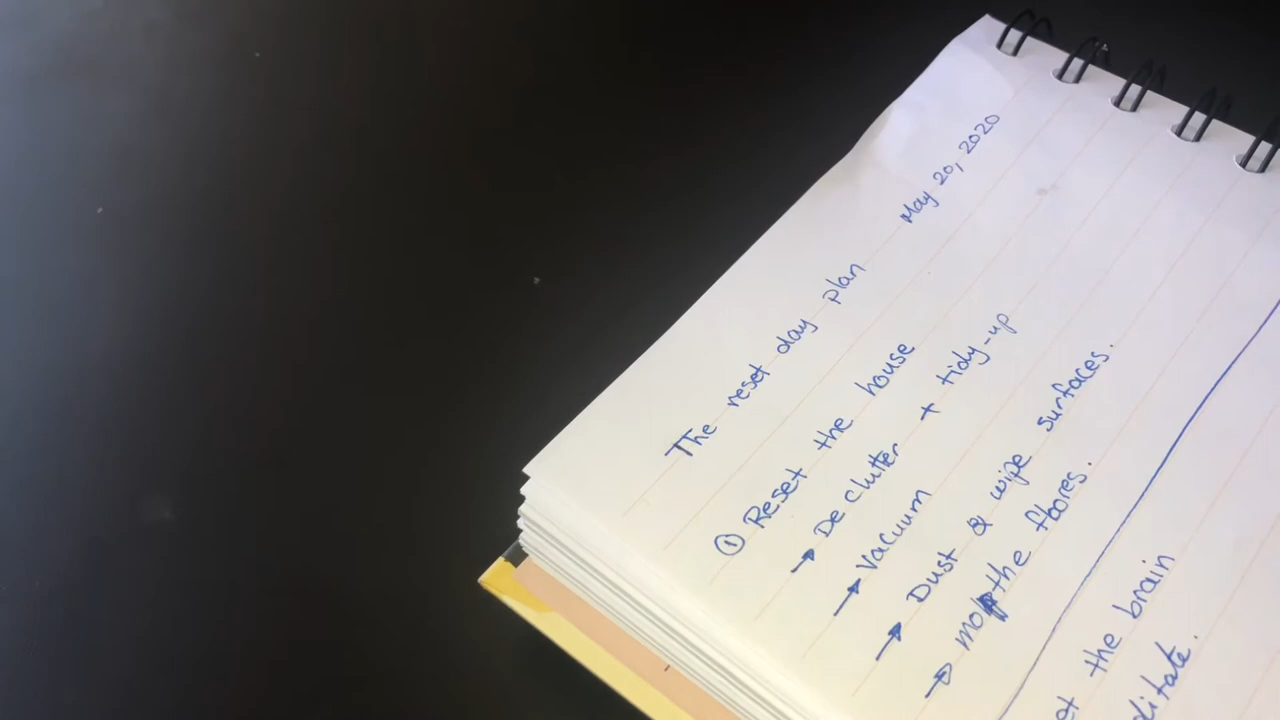 The reset day plan May 20, 2020
① Reset the house
→ De clutter + tidy-up
→ Vacuum
→ Dust & wipe surfaces.
→ mop the floores.
the brain